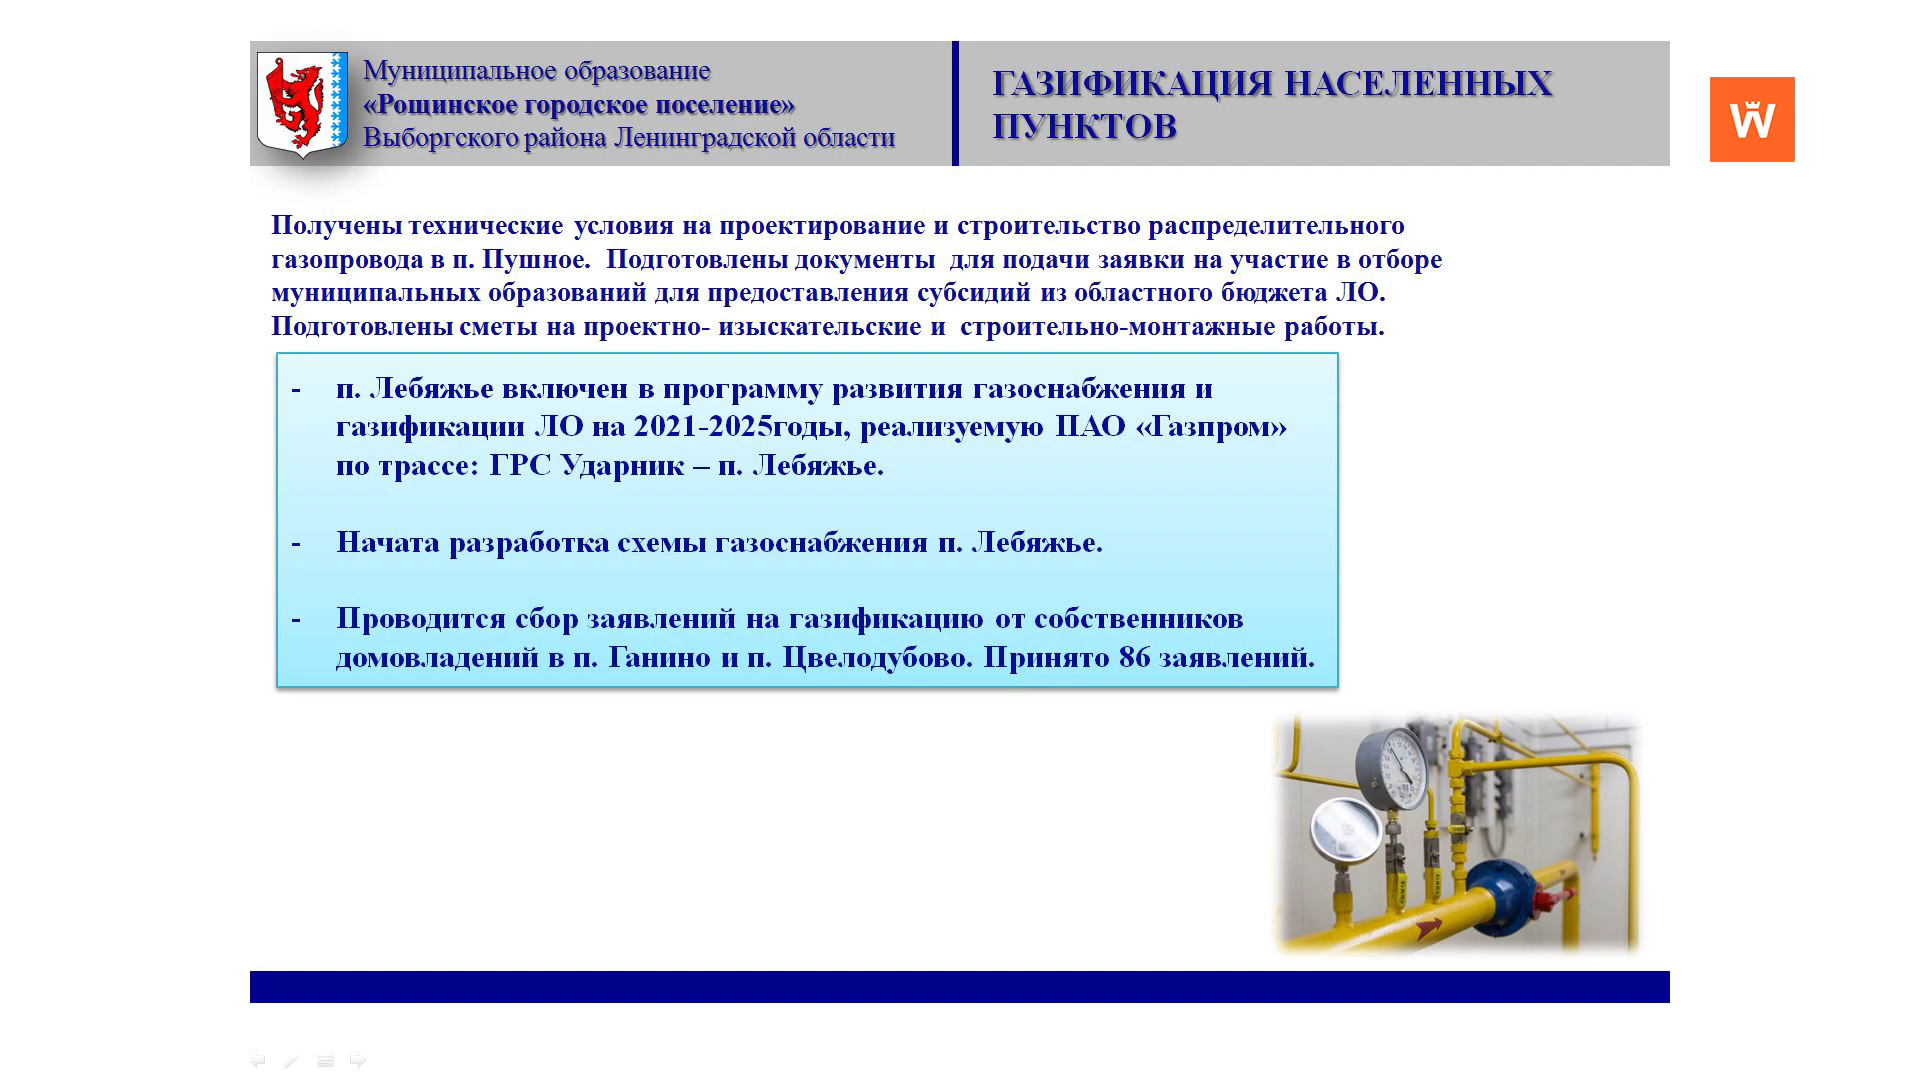 Муниципальное образование
«Рощинское городское поселение»
Выборгского района Ленинградской области
ГАЗИФИКАЦИЯ НАСЕЛЕННЫХ
ПУНКТОВ
W
Получены технические условия на проектирование и строительство распределительного
газопровода в п. Пушное. Подготовлены документы для подачи заявки на участие в отборе
муниципальных образований для предоставления субсидий из областного бюджета ЛО.
Подготовлены сметы на проектно- изыскательские и строительно-монтажные работы.
- п. Лебяжье включен в программу развития газоснабжения и
газификации ЛО на 2021-2025годы, реализуемую ПАО «Газпром»
по трассе: ГРС Ударник – п. Лебяжье.
- Начата разработка схемы газоснабжения п. Лебяжье.
- Проводится сбор заявлений на газификацию от собственников
домовладений в п. Ганино и п. Цвелодубово. Принято 86 заявлений.